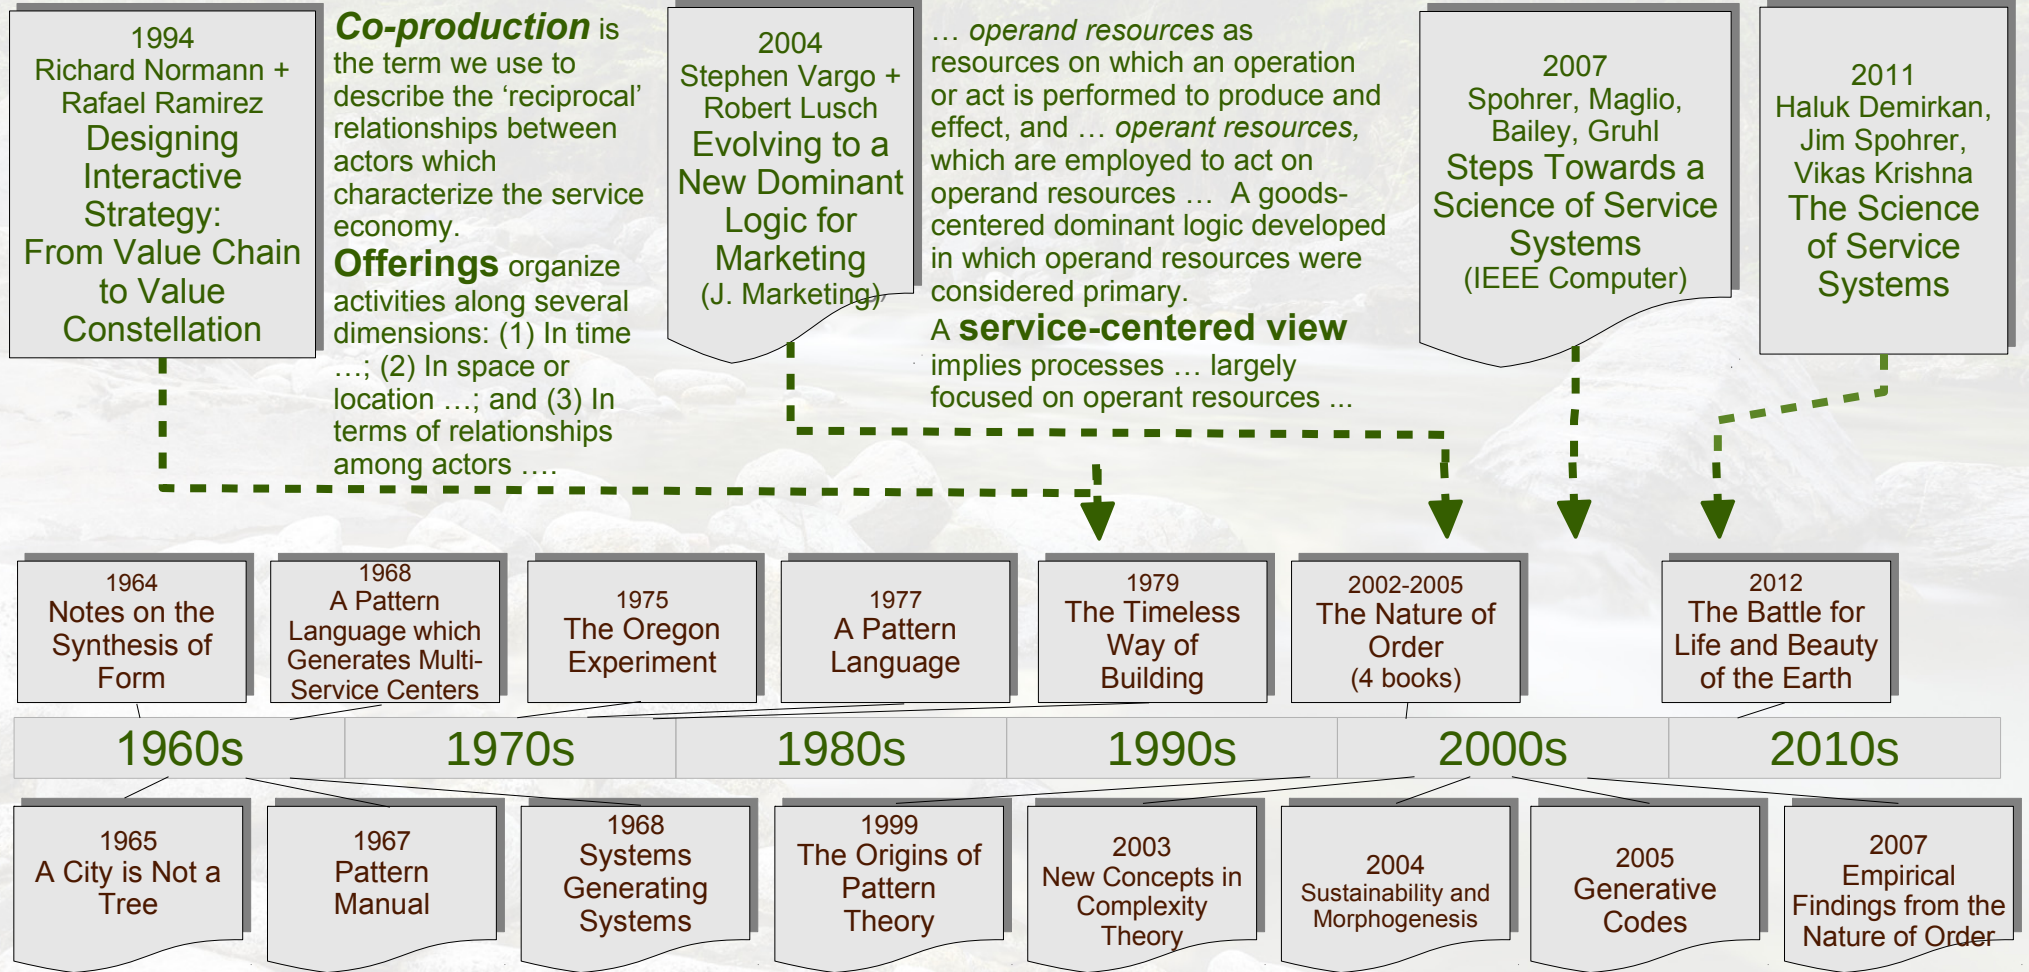 1994
Richard Normann +
Rafael Ramirez
Designing
Interactive
Strategy:
From Value Chain
to Value
Constellation
Co-production is
the term we use to
describe the ‘reciprocal’
relationships between
actors which
characterize the service
economy.
Offerings organize
activities along several
dimensions: (1) In time
…; (2) In space or
location …; and (3) In
terms of relationships
among actors ….
2004
Stephen Vargo +
Robert Lusch
Evolving to a
New Dominant
Logic for
Marketing
(J. Marketing)
… operand resources as
resources on which an operation
or act is performed to produce and
effect, and … operant resources,
which are employed to act on
operand resources … A goods-
centered dominant logic developed
in which operand resources were
considered primary.
A service-centered view
implies processes … largely
focused on operant resources ...
2007
Spohrer, Maglio,
Bailey, Gruhl
Steps Towards a
Science of Service
Systems
(IEEE Computer)
2011
Haluk Demirkan,
Jim Spohrer,
Vikas Krishna
The Science
of Service
Systems
1964
Notes on the
Synthesis of
Form
1968
A Pattern
Language which
Generates Multi-
Service Centers
1975
The Oregon
Experiment
1977
A Pattern
Language
1979
The Timeless
Way of
Building
2002-2005
The Nature of
Order
(4 books)
2012
The Battle for
Life and Beauty
of the Earth
1960s
1970s
1980s
1990s
2000s
2010s
1965
A City is Not a
Tree
1967
Pattern
Manual
1968
Systems
Generating
Systems
1999
The Origins of
Pattern
Theory
2003
New Concepts in
Complexity
Theory
2004
Sustainability and
Morphogenesis
2005
Generative
Codes
2007
Empirical
Findings from the
Nature of Order